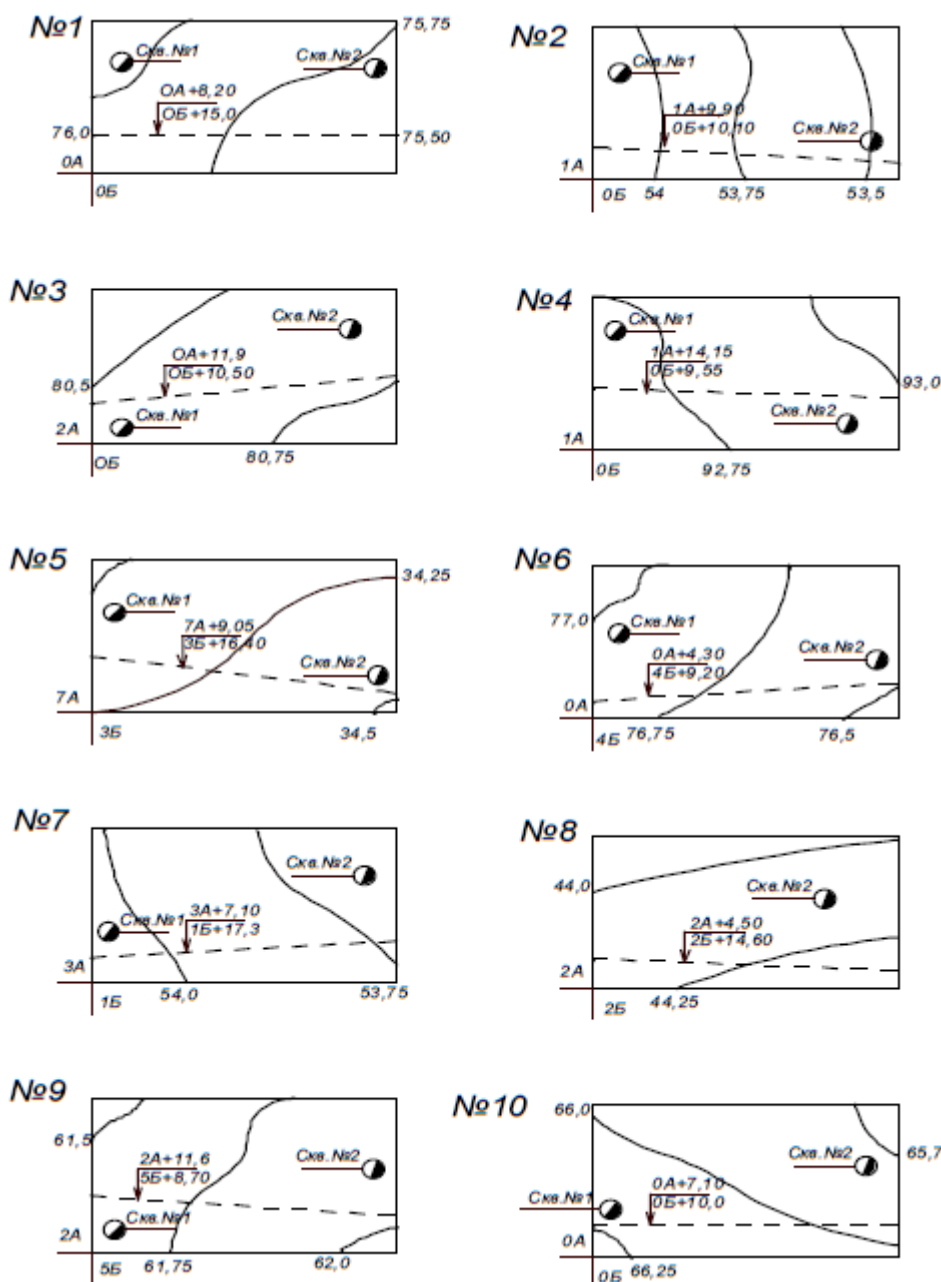 №1
75,75
Скв.№1
Скв.№2
ОА+8,20
ОБ+15,0
76,0
75,50
0А
0Б
№2
Скв.№1
1А+9,90
0Б+10,10
Скв.№2
1А
0Б
54
53,75
53,5
№3
Скв.№2
ОА+11,9
ОБ+10,50
80,5
Скв.№1
2А
ОБ
80,75
№4
Скв.№1
1А+14,15
0Б+9,55
93,0
Скв.№2
1А
0Б
92,75
№5
34,25
Скв.№1
7А+9,05
3Б+16,40
Скв.№2
7А
3Б
34,5
№6
77,0
Скв.№1
0А+4,30
4Б+9,20
Скв.№2
0А
4Б
76,75
76,5
№7
Скв.№2
Скв.№1
3А+7,10
1Б+17,3
3А
1Б
54,0
53,75
№8
44,0
Скв.№2
2А+4,50
2Б+14,60
2А
2Б
44,25
№9
61,5
2А+11,6
5Б+8,70
Скв.№2
Скв.№1
2А
5Б
61,75
62,0
№10
66,0
65,7
Скв.№2
Скв.№1
0А+7,10
0Б+10,0
0А
0Б
66,25